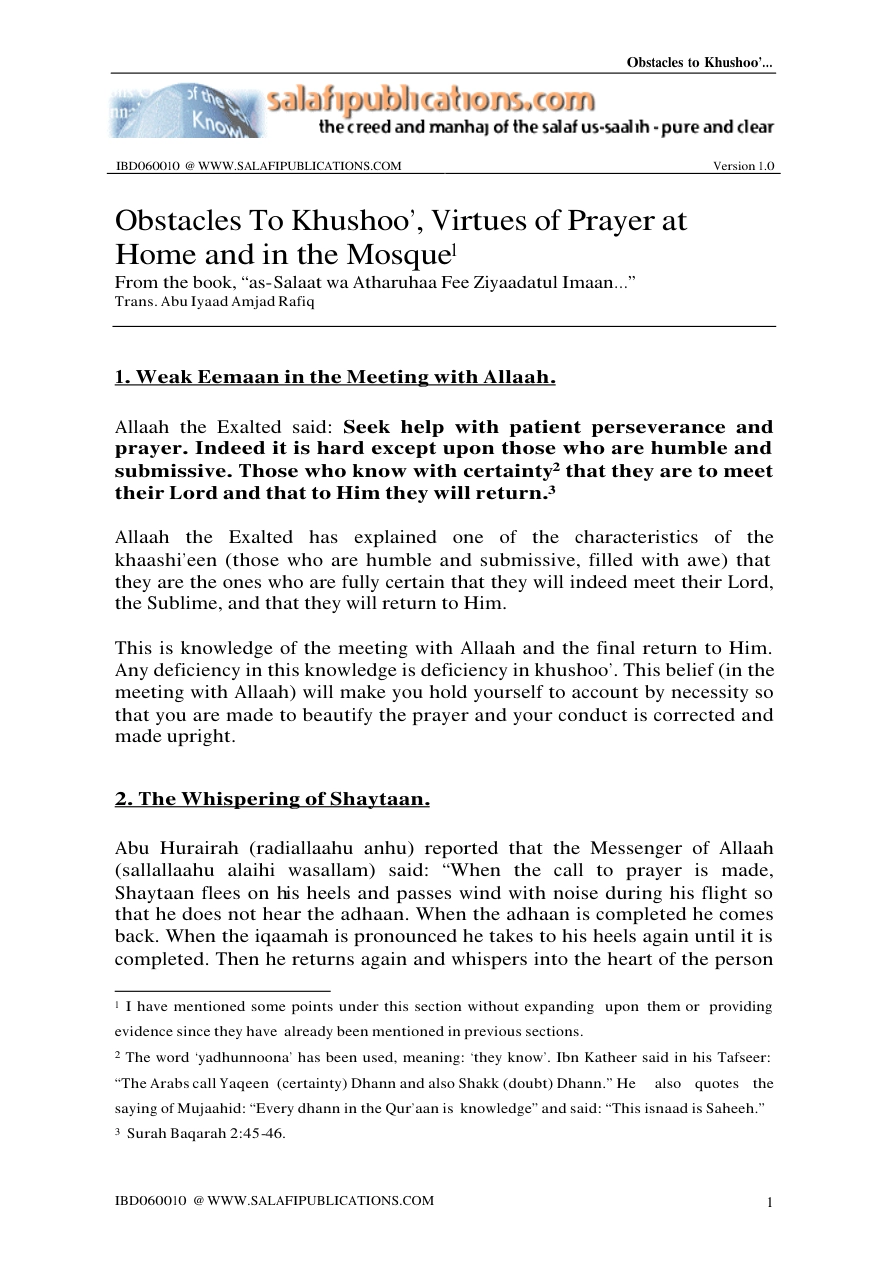 Obstacles to Khushoo'...
salafipublications.com
of the S
Know
the creed and manhaj of the salaf us-saalih - pure and clear
IBD060010 @ WWW.SALAFIPUBLICATIONS.COM Version 1.0
Obstacles To Khushoo’, Virtues of Prayer at
Home and in the Mosque¹
From the book, “as-Salaat wa Atharuhaa Fee Ziyaadatul Imaan...”
Trans. Abu Iyaad Amjad Rafiq
1. Weak Eemaan in the Meeting with Allaah.
Allaah the Exalted said: Seek help with patient perseverance and
prayer. Indeed it is hard except upon those who are humble and
submissive. Those who know with certainty² that they are to meet
their Lord and that to Him they will return.³
Allaah the Exalted has explained one of the characteristics of the
khaashi’een (those who are humble and submissive, filled with awe) that
they are the ones who are fully certain that they will indeed meet their Lord,
the Sublime, and that they will return to Him.
This is knowledge of the meeting with Allaah and the final return to Him.
Any deficiency in this knowledge is deficiency in khushoo’. This belief (in the
meeting with Allaah) will make you hold yourself to account by necessity so
that you are made to beautify the prayer and your conduct is corrected and
made upright.
2. The Whispering of Shaytaan.
Abu Hurairah (radiallaahu anhu) reported that the Messenger of Allaah
(sallallaahu alaihi wasallam) said: “When the call to prayer is made,
Shaytaan flees on his heels and passes wind with noise during his flight so
that he does not hear the adhaan. When the adhaan is completed he comes
back. When the iqaamah is pronounced he takes to his heels again until it is
completed. Then he returns again and whispers into the heart of the person
¹ I have mentioned some points under this section without expanding upon them or providing
evidence since they have already been mentioned in previous sections.
² The word ‘yadhunnoona’ has been used, meaning: ‘they know’. Ibn Katheer said in his Tafseer:
“The Arabs call Yaqeen (certainty) Dhann and also Shakk (doubt) Dhann.” He also quotes the
saying of Mujaahid: “Every dhann in the Qur’aan is knowledge” and said: “This isnaad is Saheeh.”
³ Surah Baqarah 2:45-46.
IBD060010 @ WWW.SALAFIPUBLICATIONS.COM 1